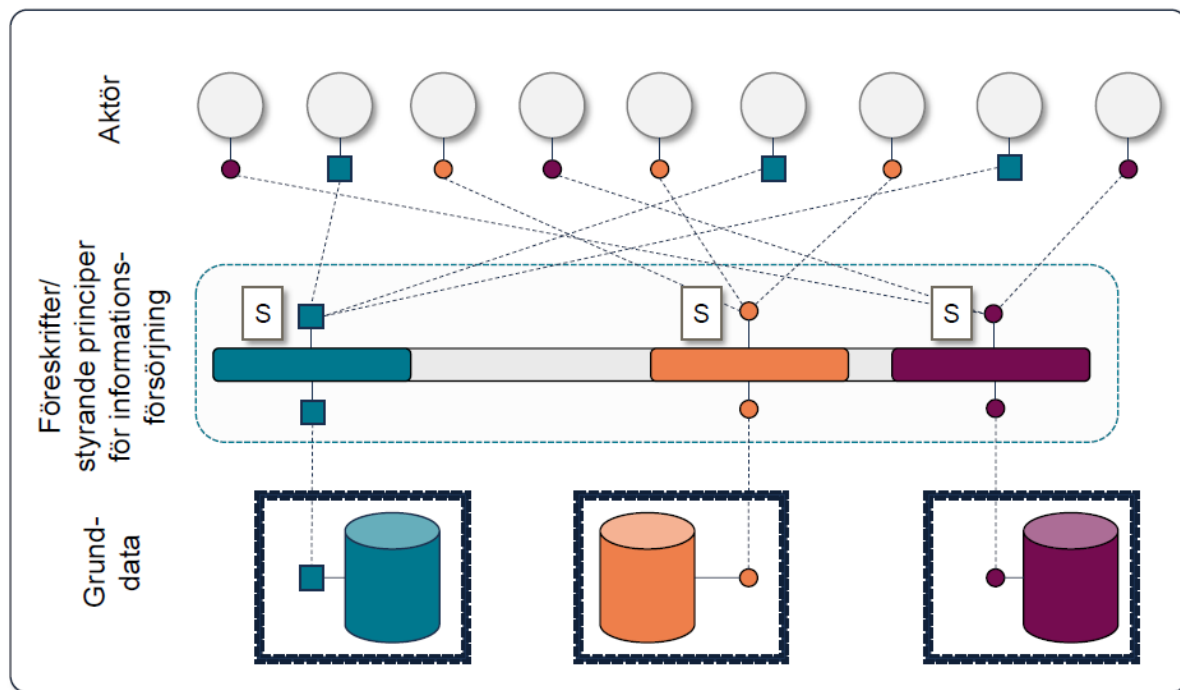 Aktör
Föreskrifter/
styrande principer
för informations-
försörjning
S
S
S
Grund-
data